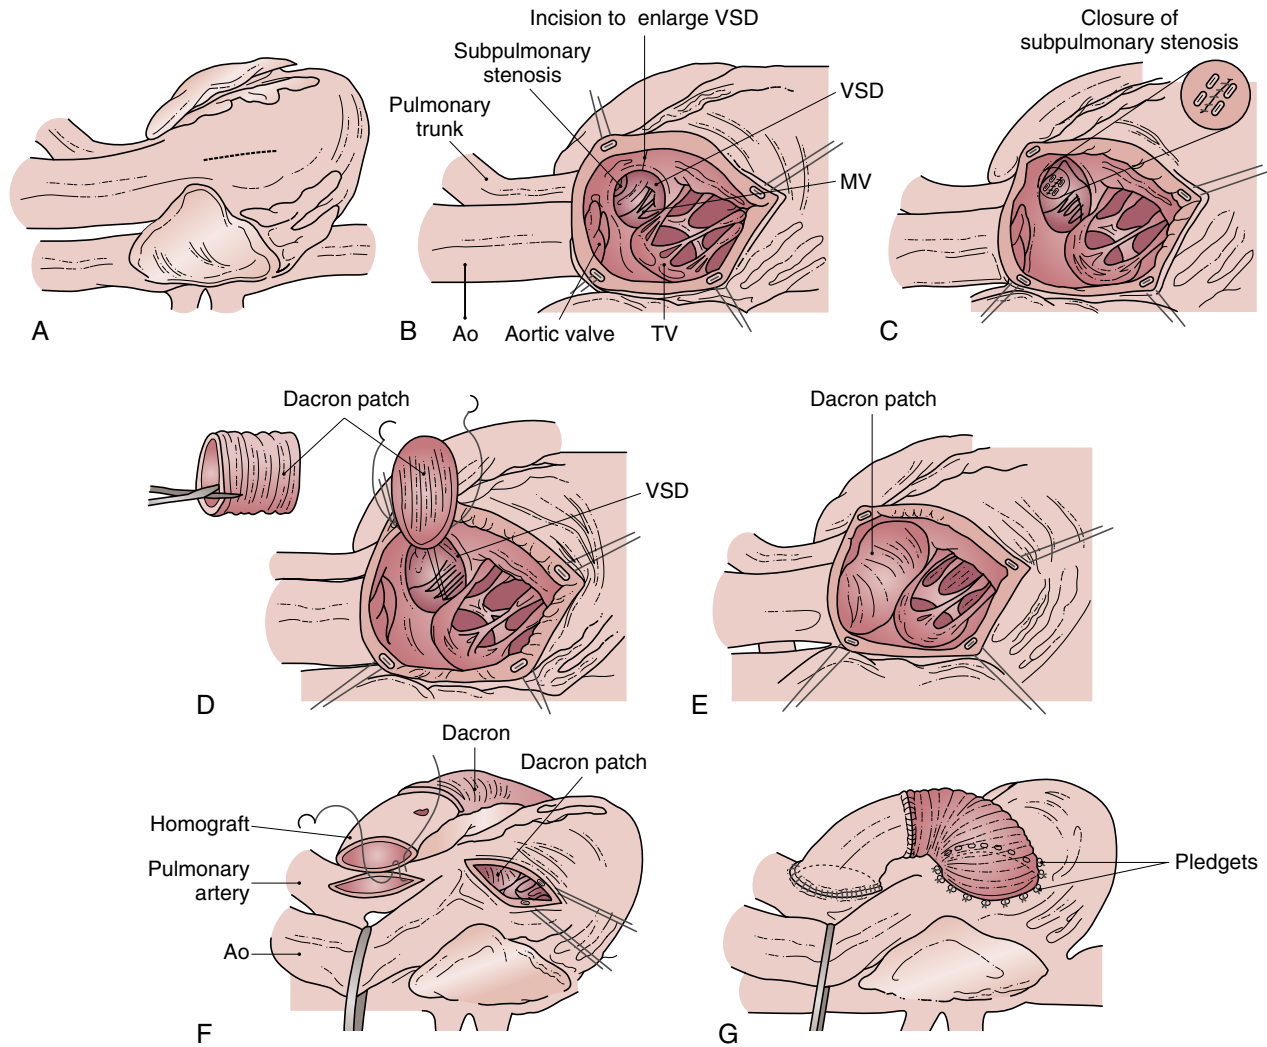 Incision to enlarge VSD
Subpulmonary
stenosis
Pulmonary
trunk
VSD
MV
Ao
Aortic valve
TV
Closure of
subpulmonary stenosis
A
B
C
Dacron patch
VSD
Dacron patch
D
E
Dacron
Dacron patch
Homograft
Pulmonary
artery
Ao
Pledgets
F
G